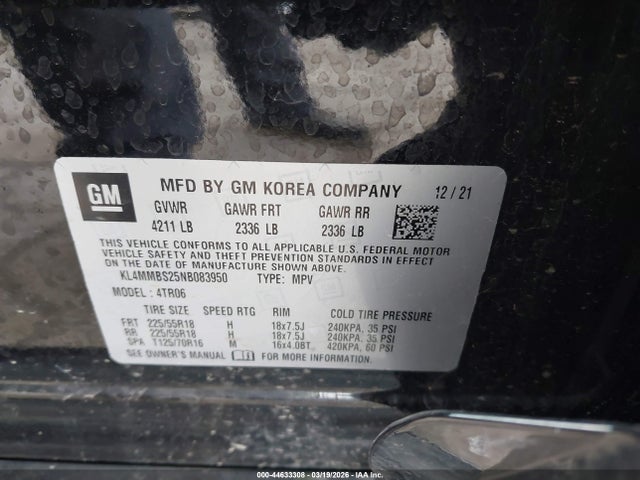 GM MFD BY GM KOREA COMPANY 12/21
GVWR GAWR FRT GAWR RR
4211 LB 2336 LB 2336 LB
THIS VEHICLE CONFORMS TO ALL APPLICABLE U.S. FEDERAL MOTOR
VEHICLE SAFETY AND THEFT PREVENTION STANDARDS IN EFFECT ON
THE DATE OF MANUFACTURE SHOWN ABOVE.
KL4MMBS25NB083950 TYPE: MPV
MODEL: 4TR06
TIRE SIZE SPEED RTG RIM COLD TIRE PRESSURE
FRT 225/55R18 H 18x7.5J 240KPA, 35 PSI
RR 225/55R18 H 18x7.5J 240KPA, 35 PSI
SPA T125/70R16 M 16x4.0BT 420KPA, 60 PSI
SEE OWNER'S MANUAL FOR MORE INFORMATION.
000-44633308 - 03/19/2026 - Copyright IAA, Inc. All Rights Reserved.